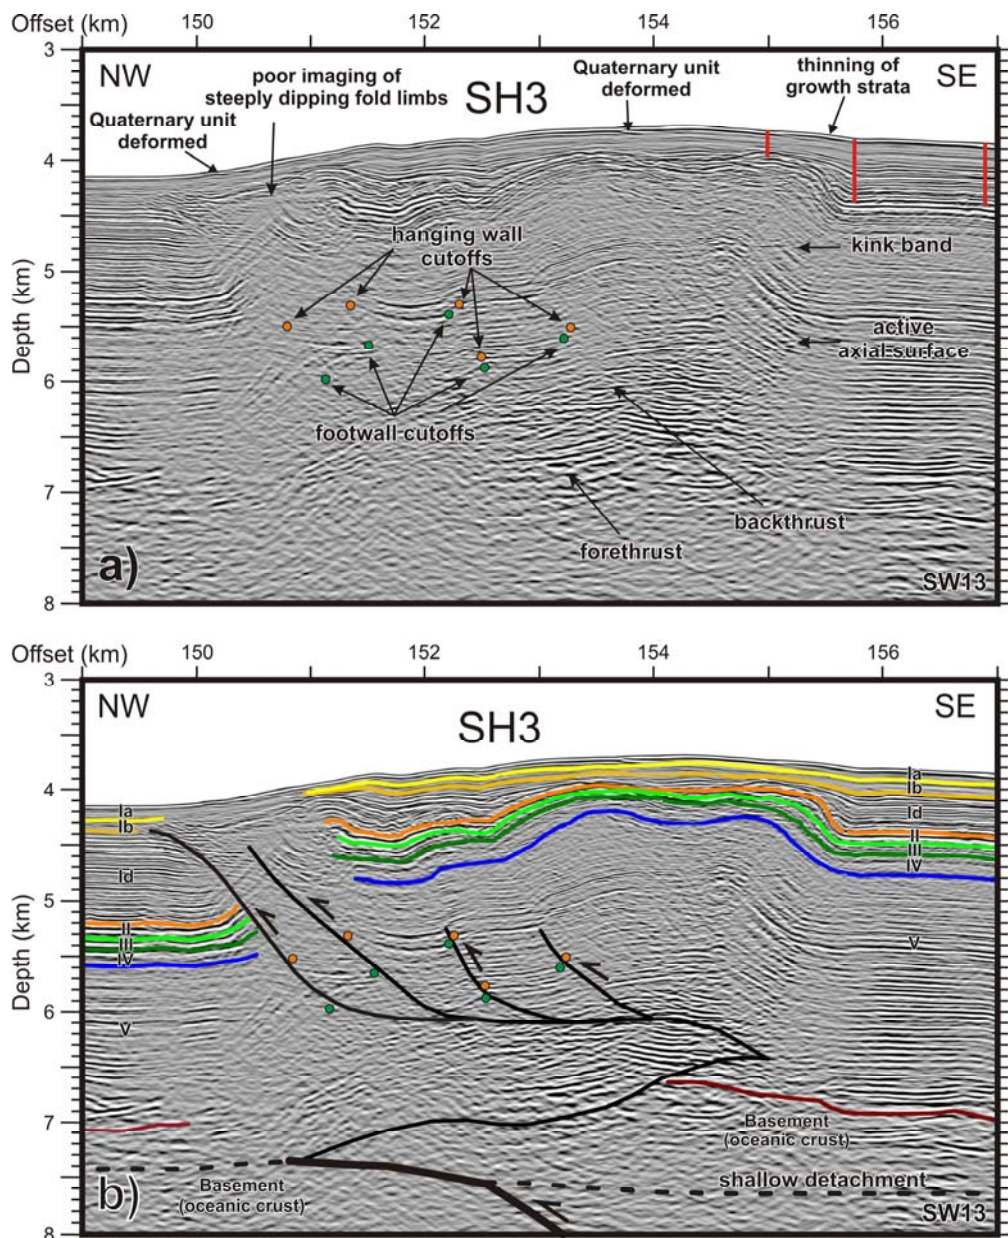 Offset (km) 150 152 154 156
3
NW
SE
poor imaging of
steeply dipping fold limbs
SH3
Quaternary unit
deformed
thinning of
growth strata
Quaternary unit
deformed
4
hanging wall
cutoffs
kink band
5
Depth (km)
active
axial surface
6
footwall cutoffs
7
backthrust
forethrust
a)
SW13
8
Offset (km) 150 152 154 156
3
NW
SH3
SE
4
Ia
Ib
Id
II
III
IV
V
Ia
Ib
Id
II
III
IV
V
5
Depth (km)
6
7
Basement
(oceanic crust)
Basement
(oceanic crust)
shallow detachment
b)
SW13
8